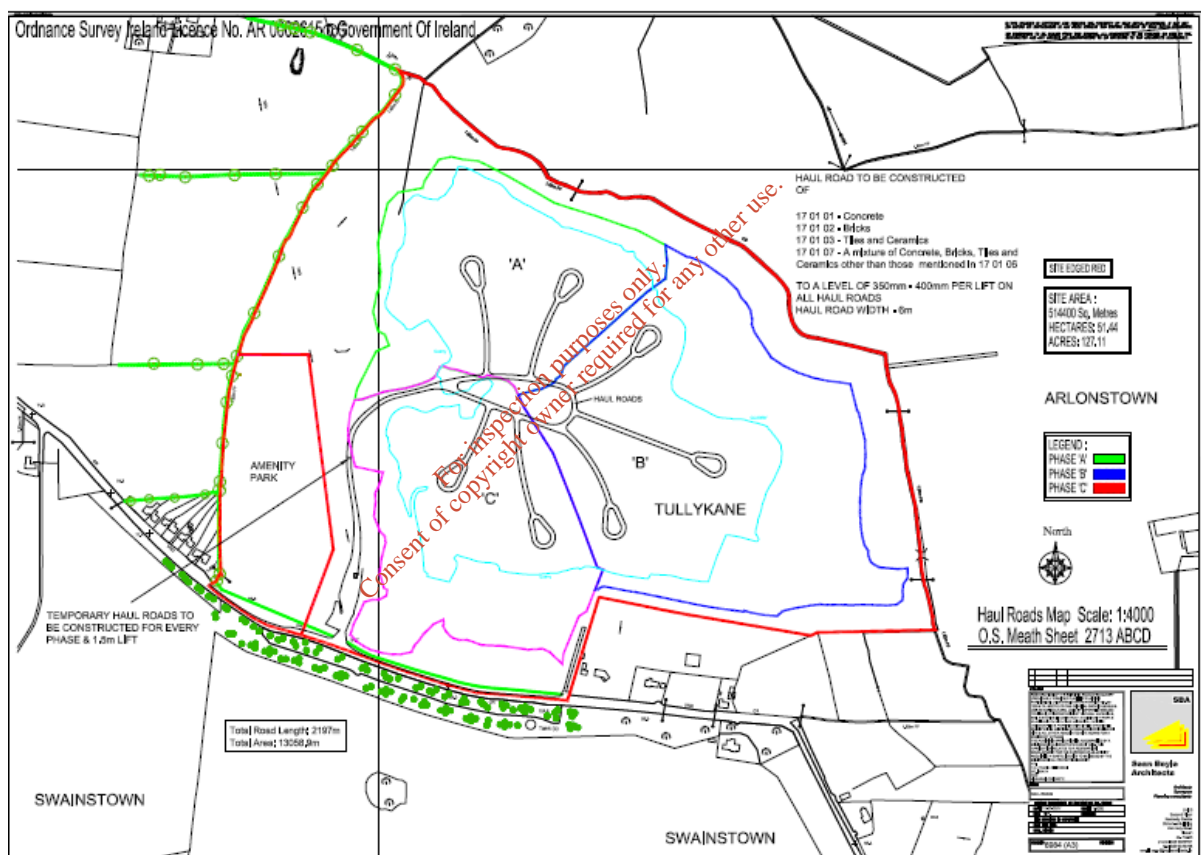 Ordnance Survey Ireland Licence No. AR 0002615 to Government Of Ireland
HAUL ROAD TO BE CONSTRUCTED
OF
17 01 01 - Concrete
17 01 02 - Bricks
17 01 03 - Tiles and Ceramics
17 01 07 - A mixture of Concrete, Bricks, Tiles and
Ceramics other than those mentioned in 17 01 06
TO A LEVEL OF 350mm - 400mm PER LIFT ON
ALL HAUL ROADS
HAUL ROAD WIDTH - 6m
SITE EDGED RED
SITE AREA :
514400 Sq. Metres
HECTARES: 51.44
ACRES: 127.11
ARLONSTOWN
LEGEND :
PHASE 'A'
PHASE 'B'
PHASE 'C'
North
Haul Roads Map Scale: 1:4000
O.S. Meath Sheet 2713 ABCD
'A'
HAUL ROADS
'B'
'C'
TULLYKANE
AMENITY
PARK
For inspection purposes only.
Consent of copyright owner required for any other use.
TEMPORARY HAUL ROADS TO
BE CONSTRUCTED FOR EVERY
PHASE & 1.8m LIFT
Total Road Length: 2197m
Total Area: 13058.9m
SWAINSTOWN
SWAINSTOWN
SBA
Sean Boyle
Architects
6984 (A3)